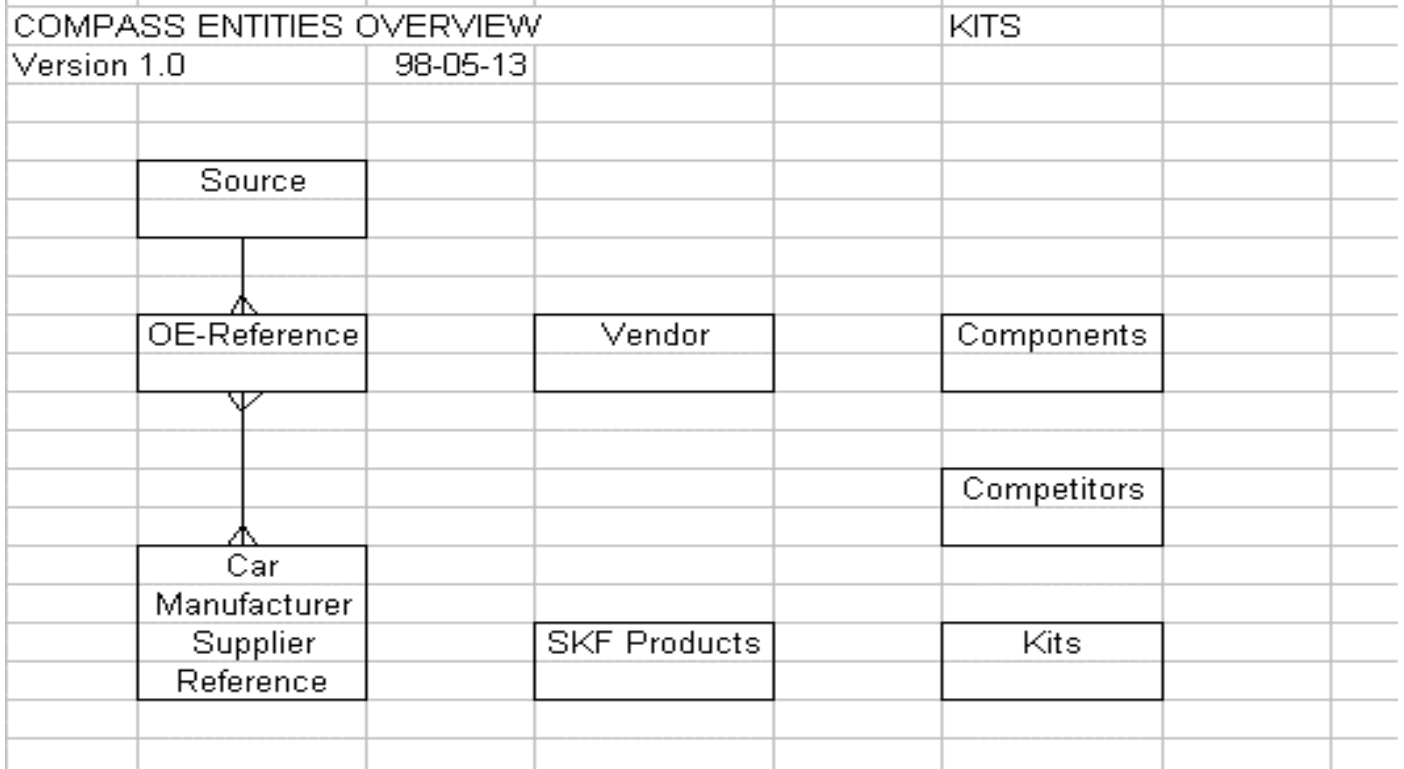 COMPASS ENTITIES OVERVIEW
KITS
Version 1.0
98-05-13
Source
OE-Reference
Vendor
Components
Competitors
Car
Manufacturer
Supplier
Reference
SKF Products
Kits